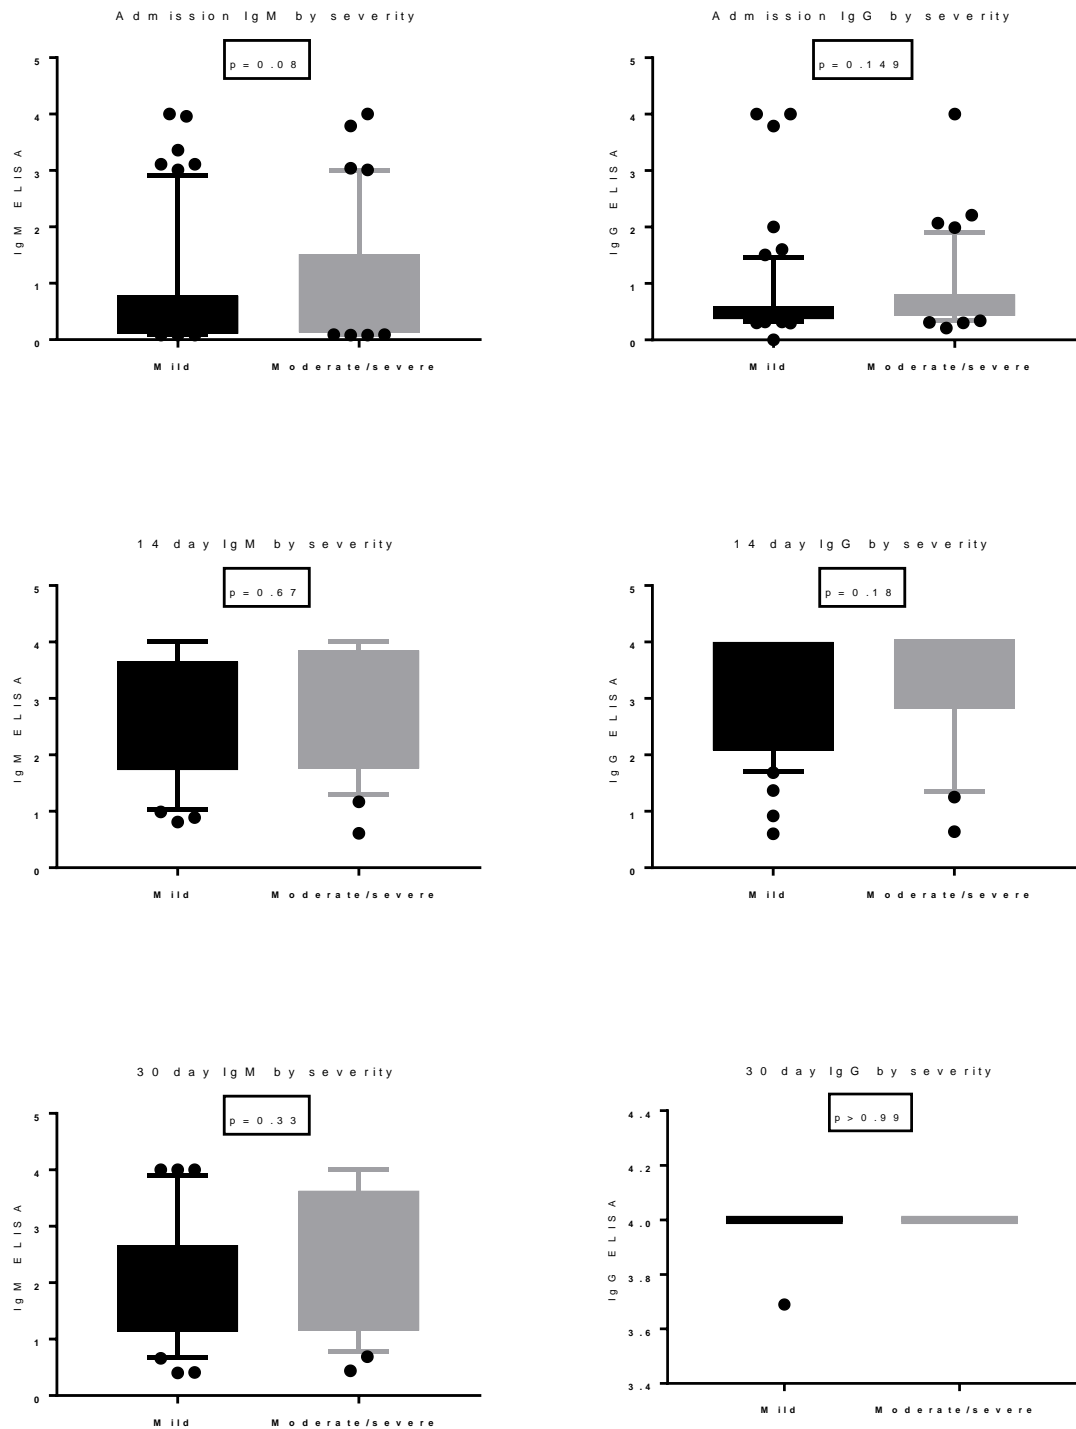 Admission IgM by severity
p=0.08
5
4
3
2
1
0
IgM ELISA
Mild
Moderate/severe
Admission IgG by severity
p=0.149
5
4
3
2
1
0
IgG ELISA
Mild
Moderate/severe
14 day IgM by severity
p=0.67
5
4
3
2
1
0
IgM ELISA
Mild
Moderate/severe
14 day IgG by severity
p=0.18
5
4
3
2
1
0
IgG ELISA
Mild
Moderate/severe
30 day IgM by severity
p=0.33
5
4
3
2
1
0
IgM ELISA
Mild
Moderate/severe
30 day IgG by severity
p>0.99
4.4
4.2
4.0
3.8
3.6
3.4
IgG ELISA
Mild
Moderate/severe